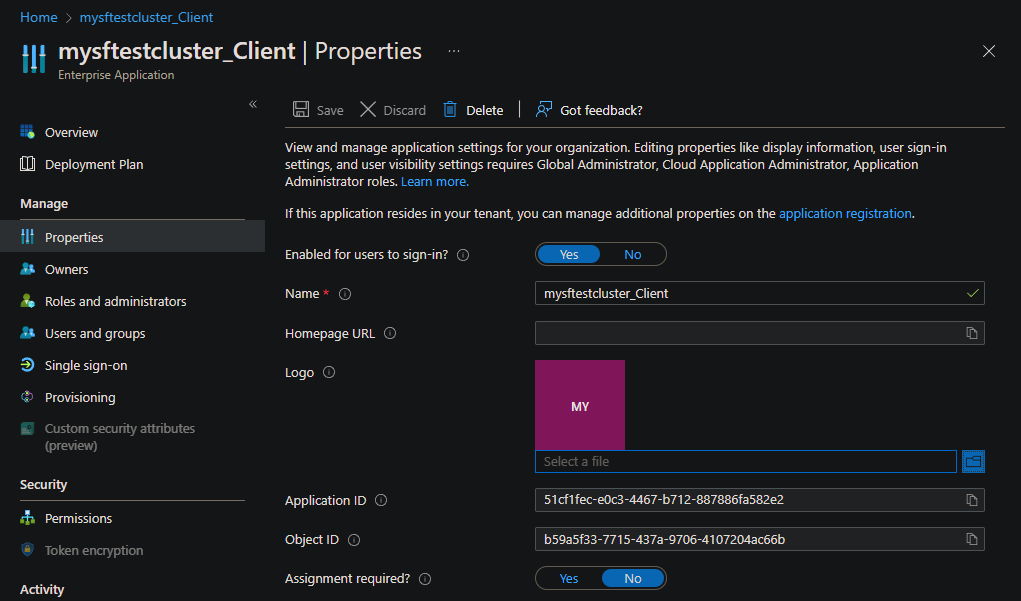 Home > mysftestcluster_Client
mysftestcluster_Client | Properties ...
Enterprise Application
«
Overview
Deployment Plan
Manage
Properties
Owners
Roles and administrators
Users and groups
Single sign-on
Provisioning
Custom security attributes
(preview)
Security
Permissions
Token encryption
Activity
Save Discard Delete | Got feedback?
View and manage application settings for your organization. Editing properties like display information, user sign-in
settings, and user visibility settings requires Global Administrator, Cloud Application Administrator, Application
Administrator roles. Learn more.
If this application resides in your tenant, you can manage additional properties on the application registration.
Enabled for users to sign-in? Yes No
Name * mysftestcluster_Client
Homepage URL
Logo
MY
Select a file
Application ID 51cf1fec-e0c3-4467-b712-887886fa582e2
Object ID b59a5f33-7715-437a-9706-4107204ac66b
Assignment required? Yes No